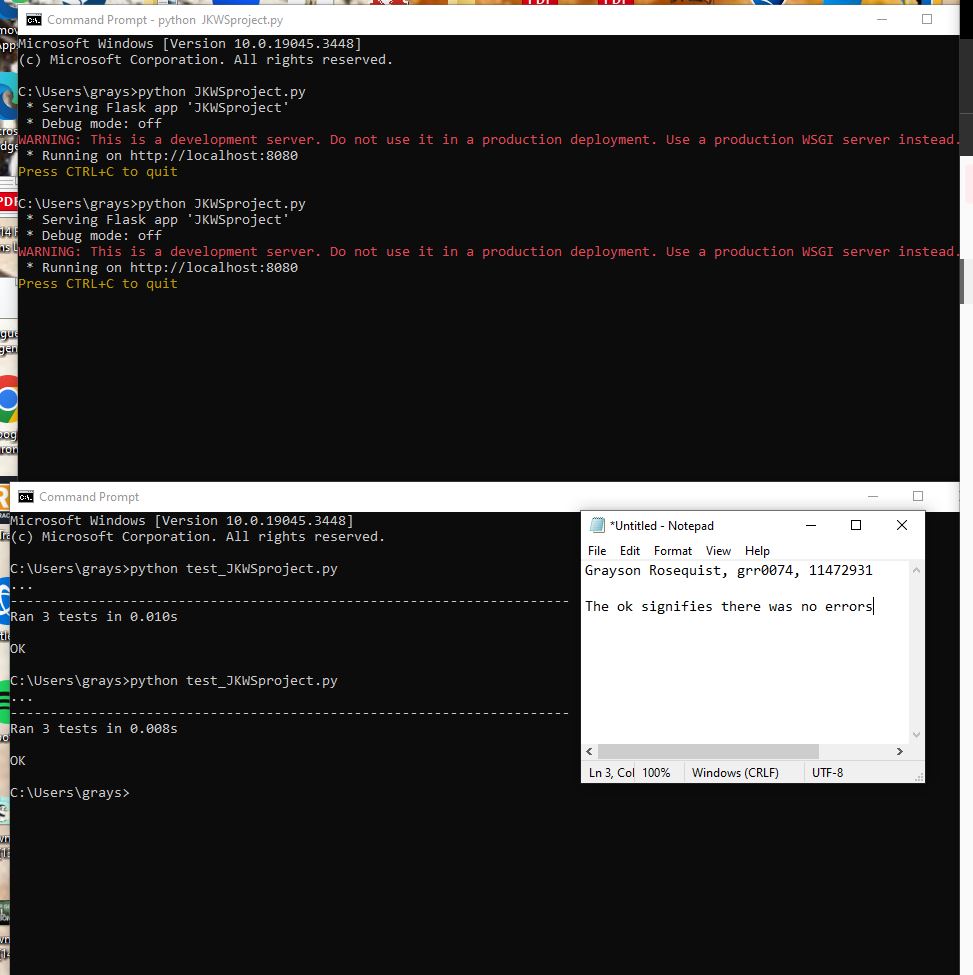 Command Prompt - python JKWSproject.py
Microsoft Windows [Version 10.0.19045.3448]
(c) Microsoft Corporation. All rights reserved.
C:\Users\grays>python JKWSproject.py
* Serving Flask app 'JKWSproject'
* Debug mode: off
WARNING: This is a development server. Do not use it in a production deployment. Use a production WSGI server instead.
* Running on http://localhost:8080
Press CTRL+C to quit
C:\Users\grays>python JKWSproject.py
* Serving Flask app 'JKWSproject'
* Debug mode: off
WARNING: This is a development server. Do not use it in a production deployment. Use a production WSGI server instead.
* Running on http://localhost:8080
Press CTRL+C to quit
Command Prompt
Microsoft Windows [Version 10.0.19045.3448]
(c) Microsoft Corporation. All rights reserved.
C:\Users\grays>python test_JKWSproject.py
...
----------------------------------------------------------------------
Ran 3 tests in 0.010s
OK
C:\Users\grays>python test_JKWSproject.py
...
----------------------------------------------------------------------
Ran 3 tests in 0.008s
OK
C:\Users\grays>
*Untitled - Notepad
File Edit Format View Help
Grayson Rosequist, grr0074, 11472931
The ok signifies there was no errors
Ln 3, Col 100% Windows (CRLF) UTF-8